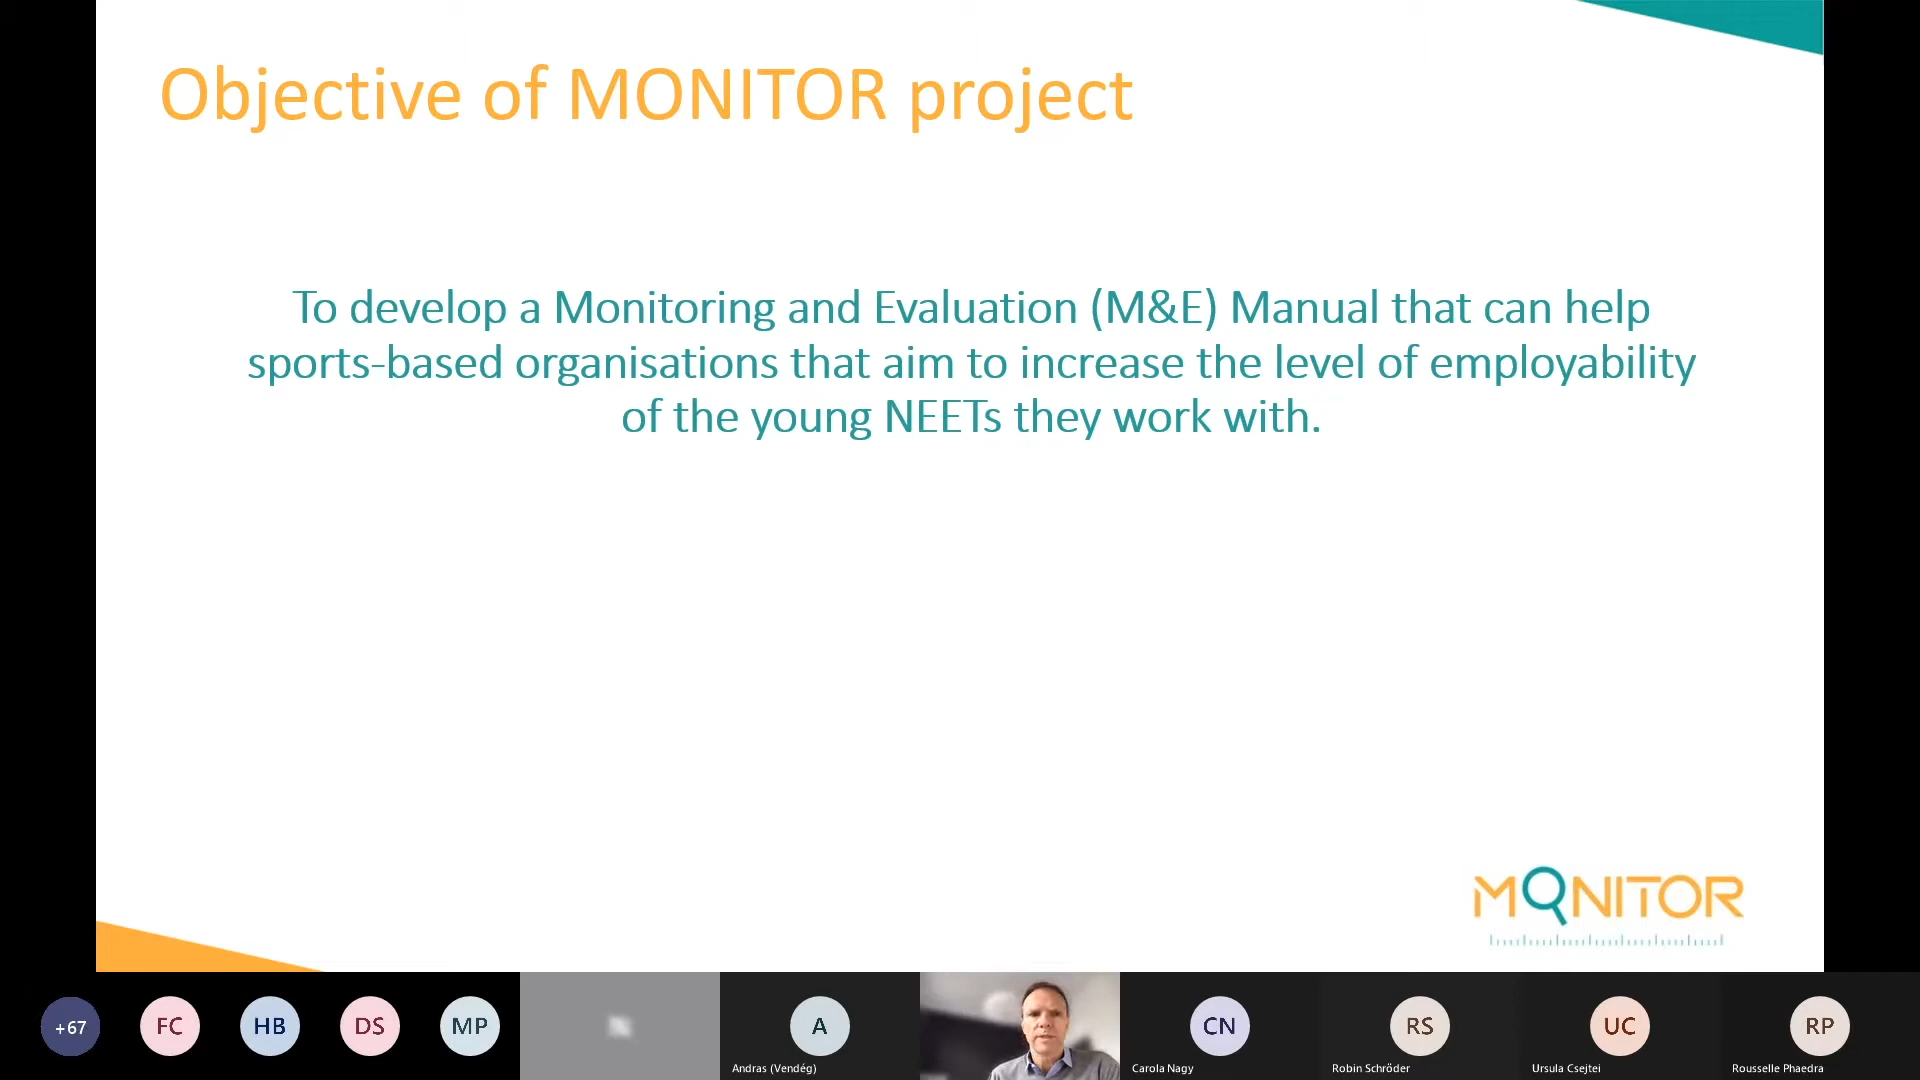 Objective of MONITOR project
To develop a Monitoring and Evaluation (M&E) Manual that can help
sports-based organisations that aim to increase the level of employability
of the young NEETs they work with.
MONITOR
+67
FC
HB
DS
MP
A
CN
RS
UC
RP
Andras (Vendég)
Carola Nagy
Robin Schröder
Ursula Csejtei
Rousselle Phaedra